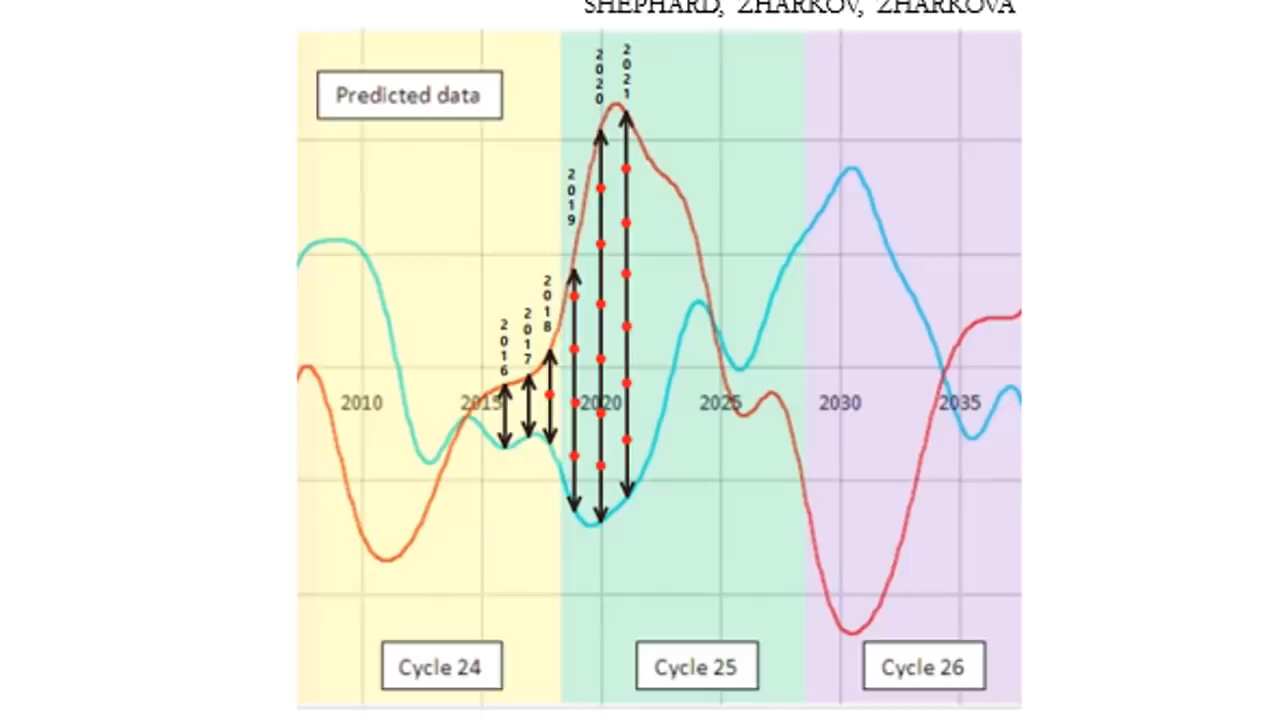 SHEPHARD, ZHARKOV, ZHARKOVA
Predicted data
2020
2021
2019
2018
2017
2016
2010
2015
2020
2025
2030
2035
Cycle 24
Cycle 25
Cycle 26